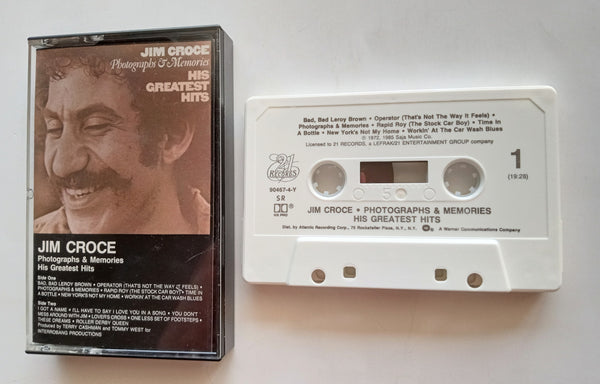 JIM CROCE
Photographs & Memories
HIS
GREATEST
HITS
JIM CROCE
Photographs & Memories
His Greatest Hits
Side One
BAD, BAD LEROY BROWN • OPERATOR (THAT'S NOT THE WAY IT FEELS) •
PHOTOGRAPHS & MEMORIES • RAPID ROY (THE STOCK CAR BOY) • TIME IN
A BOTTLE • NEW YORK'S NOT MY HOME • WORKIN' AT THE CAR WASH BLUES
Side Two
I GOT A NAME • I'LL HAVE TO SAY I LOVE YOU IN A SONG • YOU DON'T
MESS AROUND WITH JIM • LOVER'S CROSS • ONE LESS SET OF FOOTSTEPS •
THESE DREAMS • ROLLER DERBY QUEEN
Produced by TERRY CASHMAN and TOMMY WEST for
INTERROBANG PRODUCTIONS
Bad, Bad Leroy Brown • Operator (That's Not The Way It Feels) •
Photographs & Memories • Rapid Roy (The Stock Car Boy) • Time In
A Bottle • New York's Not My Home • Workin' At The Car Wash Blues
℗ 1972, 1985 Saja Music Co.
Licensed to 21 RECORDS, a LEFRAK/21 ENTERTAINMENT GROUP company
21
RECORDS
90467-4-Y
SR
DX PRO
1
(19:28)
5
JIM CROCE • PHOTOGRAPHS & MEMORIES
HIS GREATEST HITS
Dist. by Atlantic Recording Corp., 75 Rockefeller Plaza, N.Y., N.Y. A Warner Communications Company